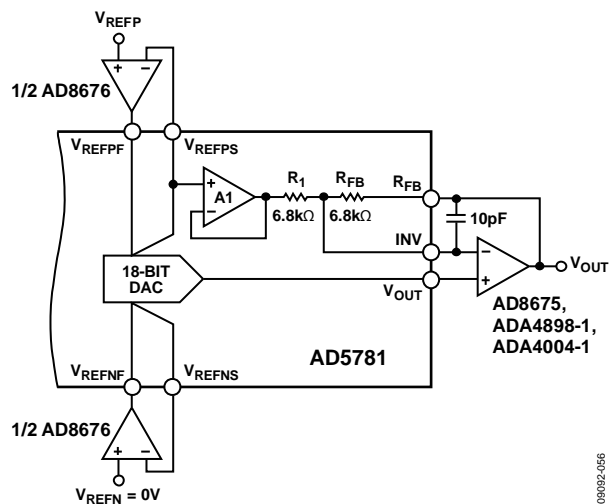 VREFP
+ −
1/2 AD8676
VREFPF
VREFPS
+
A1
−
R1
6.8kΩ
RFB
6.8kΩ
RFB
10pF
INV
−
+
VOUT
18-BIT
DAC
VOUT
AD8675,
ADA4898-1,
ADA4004-1
AD5781
VREFNF
VREFNS
1/2 AD8676
+ −
VREFN = 0V
09092-056